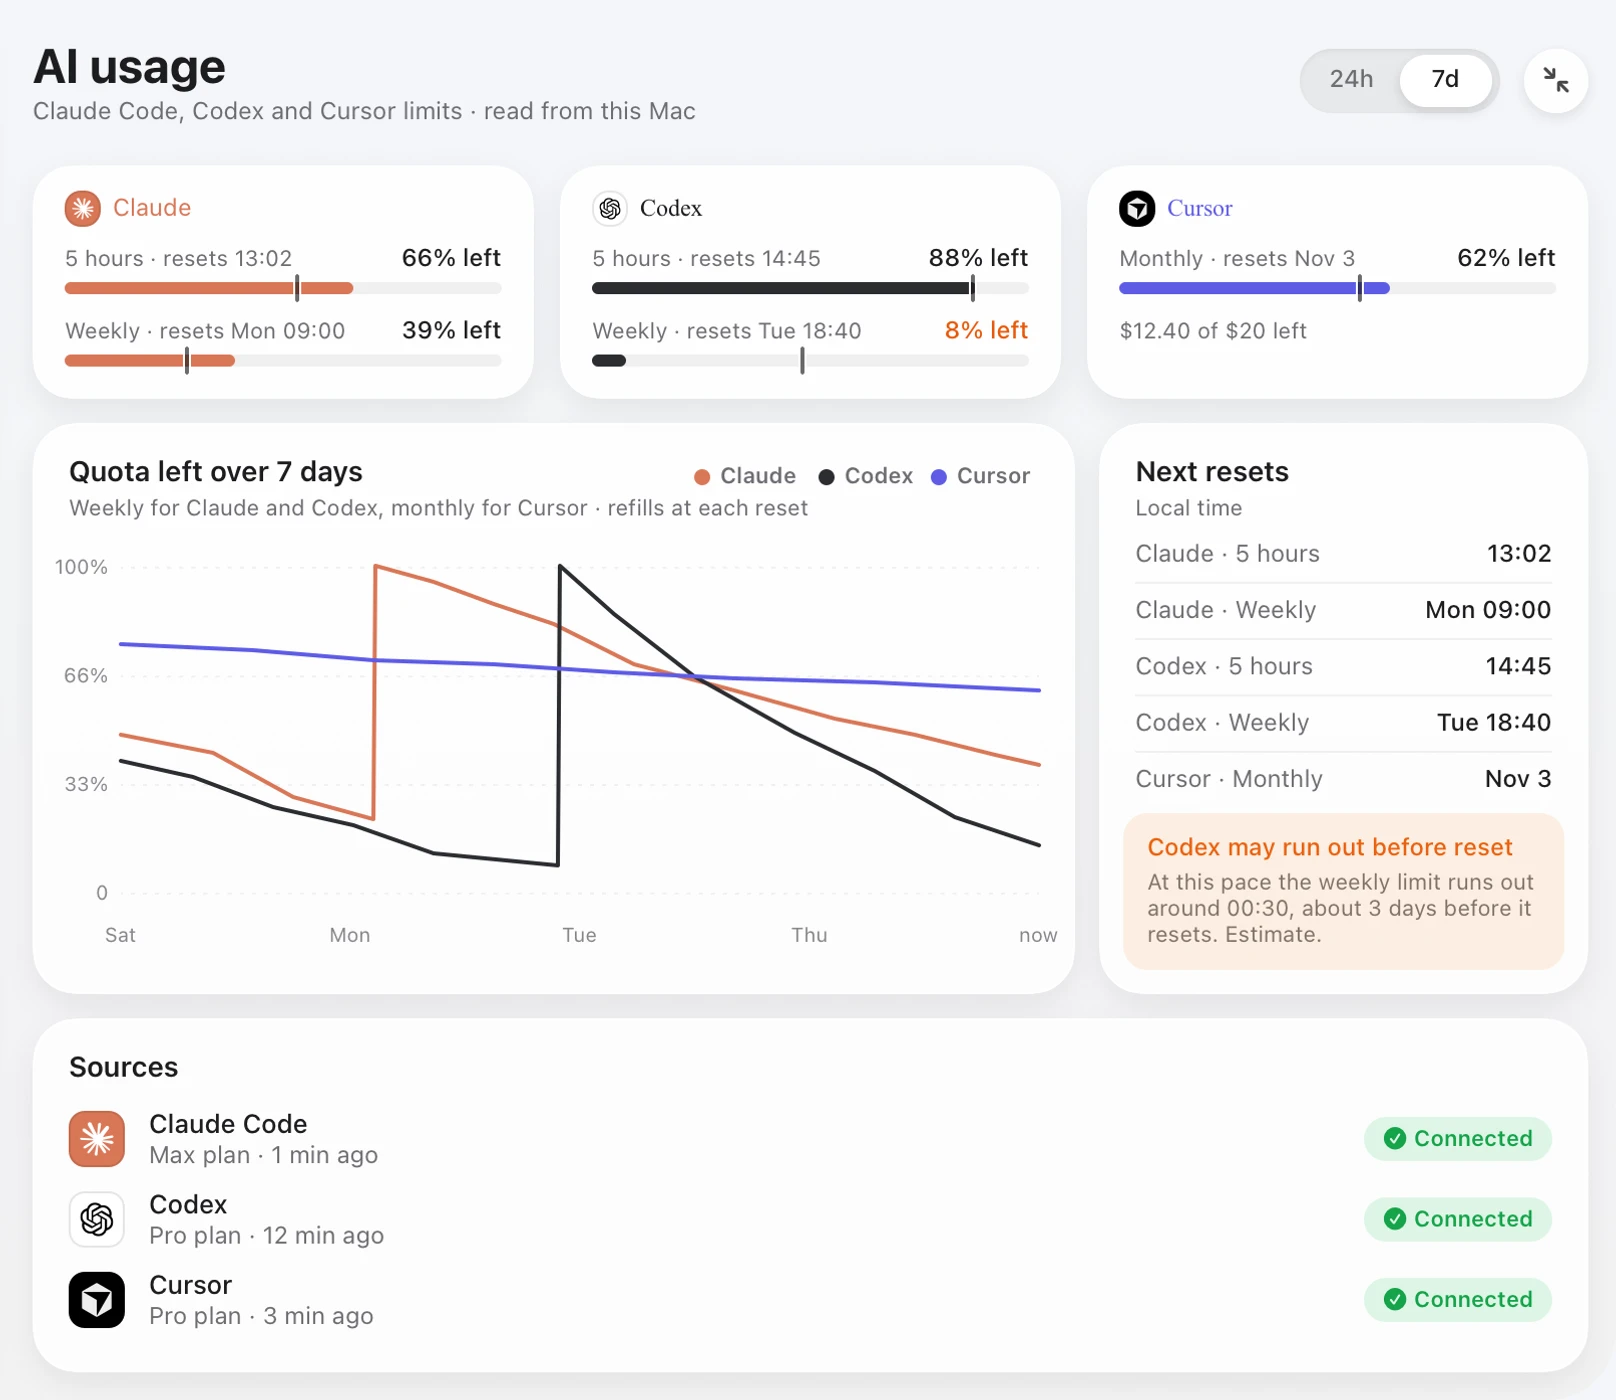 AI usage
Claude Code, Codex and Cursor limits · read from this Mac
24h
7d
Claude
5 hours · resets 13:02
66% left
Weekly · resets Mon 09:00
39% left
Codex
5 hours · resets 14:45
88% left
Weekly · resets Tue 18:40
8% left
Cursor
Monthly · resets Nov 3
62% left
$12.40 of $20 left
Quota left over 7 days
Claude
Codex
Cursor
Weekly for Claude and Codex, monthly for Cursor · refills at each reset
100%
66%
33%
0
Sat
Mon
Tue
Thu
now
Next resets
Local time
Claude · 5 hours
13:02
Claude · Weekly
Mon 09:00
Codex · 5 hours
14:45
Codex · Weekly
Tue 18:40
Cursor · Monthly
Nov 3
Codex may run out before reset
At this pace the weekly limit runs out
around 00:30, about 3 days before it
resets. Estimate.
Sources
Claude Code
Max plan · 1 min ago
Connected
Codex
Pro plan · 12 min ago
Connected
Cursor
Pro plan · 3 min ago
Connected